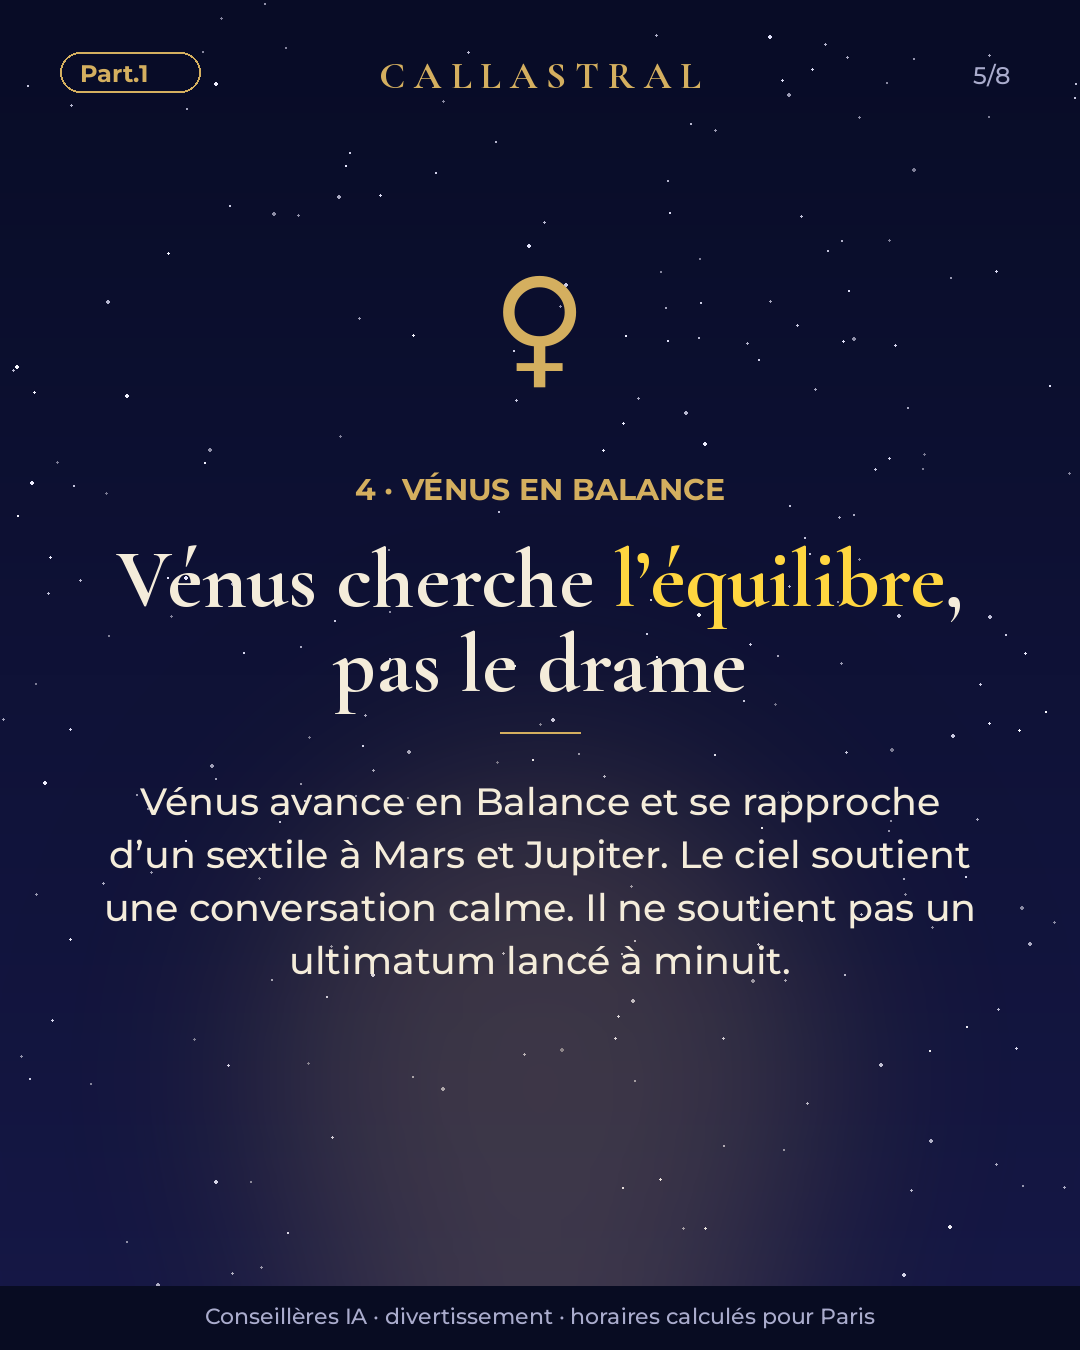 Part.1
CALLASTRAL
5/8
♀
4 · VÉNUS EN BALANCE
Vénus cherche l’équilibre,
pas le drame
Vénus avance en Balance et se rapproche
d’un sextile à Mars et Jupiter. Le ciel soutient
une conversation calme. Il ne soutient pas un
ultimatum lancé à minuit.
Conseillères IA · divertissement · horaires calculés pour Paris